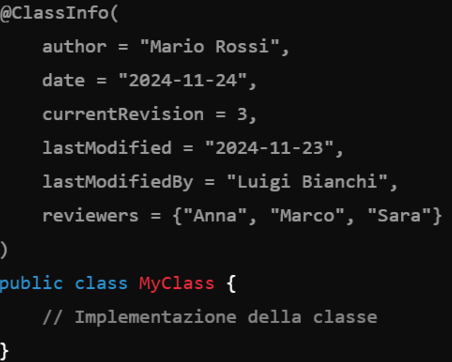 @ClassInfo(
    author = "Mario Rossi",
    date = "2024-11-24",
    currentRevision = 3,
    lastModified = "2024-11-23",
    lastModifiedBy = "Luigi Bianchi",
    reviewers = {"Anna", "Marco", "Sara"}
)
public class MyClass {
    // Implementazione della classe
}